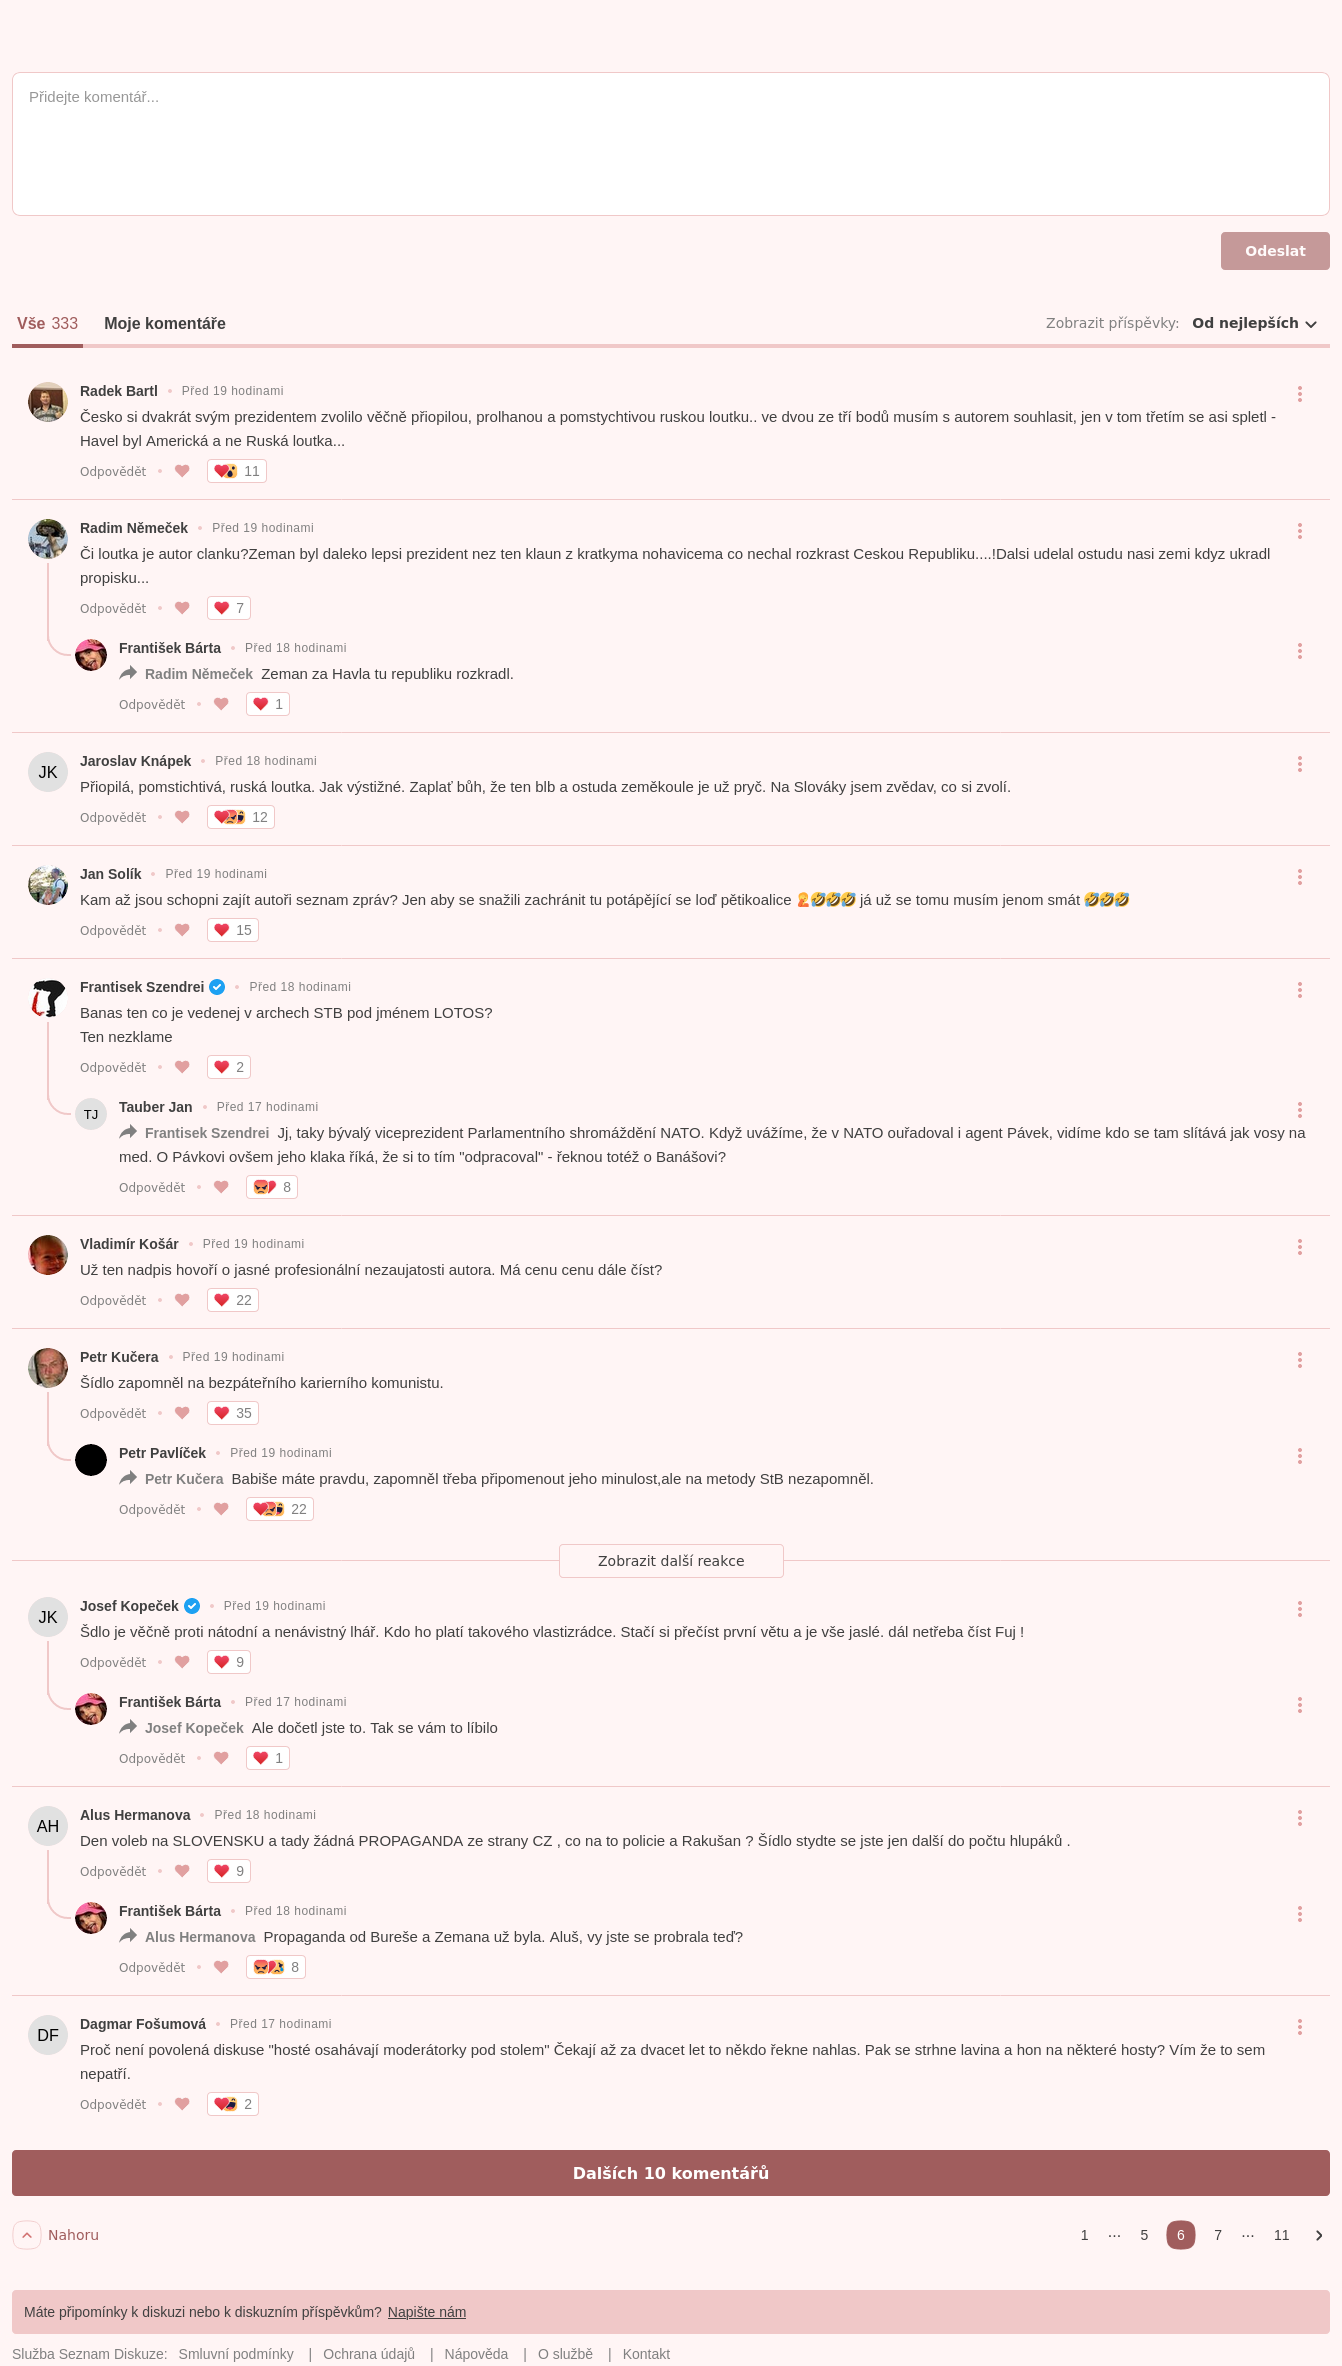 Přidejte komentář...
Odeslat
Vše 333 Moje komentáře Zobrazit příspěvky: Od nejlepších
Radek Bartl • Před 19 hodinami
Česko si dvakrát svým prezidentem zvolilo věčně připopilou, prolhanou a pomstychtivou ruskou loutku.. ve dvou ze tří bodů musím s autorem souhlasit, jen v tom třetím se asi spletl -
Havel byl Americká a ne Ruská loutka...
Odpovědět • 11
Radim Němeček • Před 19 hodinami
Či loutka je autor clanku?Zeman byl daleko lepsi prezident nez ten klaun z kratkyma nohavicema co nechal rozkrast Ceskou Republiku....!Dalsi udelal ostudu nasi zemi kdyz ukradl
propisku...
Odpovědět • 7
František Bárta • Před 18 hodinami
Radim Němeček Zeman za Havla tu republiku rozkradl.
Odpovědět • 1
JK
Jaroslav Knápek • Před 18 hodinami
Přiopilá, pomstichtivá, ruská loutka. Jak výstižné. Zaplať bůh, že ten blb a ostuda zeměkoule je už pryč. Na Slováky jsem zvědav, co si zvolí.
Odpovědět • 12
Jan Solík • Před 19 hodinami
Kam až jsou schopni zajít autoři seznam zpráv? Jen aby se snažili zachránit tu potápějící se loď pětikoalice 🤦🤣🤣🤣 já už se tomu musím jenom smát 🤣🤣🤣
Odpovědět • 15
Frantisek Szendrei • Před 18 hodinami
Banas ten co je vedenej v archech STB pod jménem LOTOS?
Ten nezklame
Odpovědět • 2
TJ
Tauber Jan • Před 17 hodinami
Frantisek Szendrei Jj, taky bývalý viceprezident Parlamentního shromáždění NATO. Když uvážíme, že v NATO ouřadoval i agent Pávek, vidíme kdo se tam slítává jak vosy na
med. O Pávkovi ovšem jeho klaka říká, že si to tím "odpracoval" - řeknou totéž o Banášovi?
Odpovědět • 8
Vladimír Košár • Před 19 hodinami
Už ten nadpis hovoří o jasné profesionální nezaujatosti autora. Má cenu cenu dále číst?
Odpovědět • 22
Petr Kučera • Před 19 hodinami
Šídlo zapomněl na bezpáteřního karierního komunistu.
Odpovědět • 35
Petr Pavlíček • Před 19 hodinami
Petr Kučera Babiše máte pravdu, zapomněl třeba připomenout jeho minulost,ale na metody StB nezapomněl.
Odpovědět • 22
Zobrazit další reakce
JK
Josef Kopeček • Před 19 hodinami
Šdlo je věčně proti nátodní a nenávistný lhář. Kdo ho platí takového vlastizrádce. Stačí si přečíst první větu a je vše jaslé. dál netřeba číst Fuj !
Odpovědět • 9
František Bárta • Před 17 hodinami
Josef Kopeček Ale dočetl jste to. Tak se vám to líbilo
Odpovědět • 1
AH
Alus Hermanova • Před 18 hodinami
Den voleb na SLOVENSKU a tady žádná PROPAGANDA ze strany CZ , co na to policie a Rakušan ? Šídlo stydte se jste jen další do počtu hlupáků .
Odpovědět • 9
František Bárta • Před 18 hodinami
Alus Hermanova Propaganda od Bureše a Zemana už byla. Aluš, vy jste se probrala teď?
Odpovědět • 8
DF
Dagmar Fošumová • Před 17 hodinami
Proč není povolená diskuse "hosté osahávají moderátorky pod stolem" Čekají až za dvacet let to někdo řekne nahlas. Pak se strhne lavina a hon na některé hosty? Vím že to sem
nepatří.
Odpovědět • 2
Dalších 10 komentářů
Nahoru 1 ··· 5 6 7 ··· 11
Máte připomínky k diskuzi nebo k diskuzním příspěvkům? Napište nám
Služba Seznam Diskuze: Smluvní podmínky | Ochrana údajů | Nápověda | O službě | Kontakt